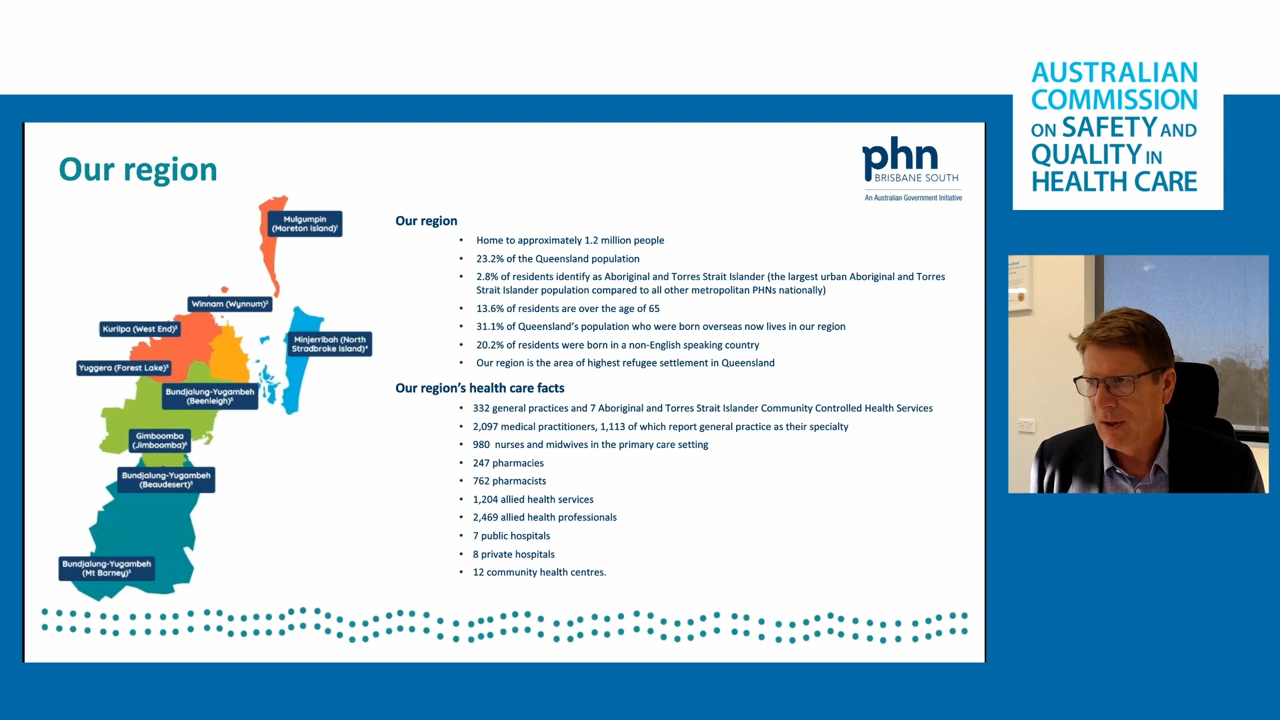 AUSTRALIAN
COMMISSION
ON SAFETY AND
QUALITY IN
HEALTH CARE
Our region
phn
BRISBANE SOUTH
An Australian Government Initiative
Mulgumpin
(Moreton Island)¹
Winnam (Wynnum)²
Kurilpa (West End)³
Minjerribah (North
Stradbroke Island)⁴
Yuggera (Forest Lake)⁵
Bundjalung-Yugambeh
(Beenleigh)⁵
Gimboomba
(Jimboomba)⁶
Bundjalung-Yugambeh
(Beaudesert)⁵
Bundjalung-Yugambeh
(Mt Barney)⁵
Our region
• Home to approximately 1.2 million people
• 23.2% of the Queensland population
• 2.8% of residents identify as Aboriginal and Torres Strait Islander (the largest urban Aboriginal and Torres
Strait Islander population compared to all other metropolitan PHNs nationally)
• 13.6% of residents are over the age of 65
• 31.1% of Queensland's population who were born overseas now lives in our region
• 20.2% of residents were born in a non-English speaking country
• Our region is the area of highest refugee settlement in Queensland
Our region's health care facts
• 332 general practices and 7 Aboriginal and Torres Strait Islander Community Controlled Health Services
• 2,097 medical practitioners, 1,113 of which report general practice as their specialty
• 980 nurses and midwives in the primary care setting
• 247 pharmacies
• 762 pharmacists
• 1,204 allied health services
• 2,469 allied health professionals
• 7 public hospitals
• 8 private hospitals
• 12 community health centres.